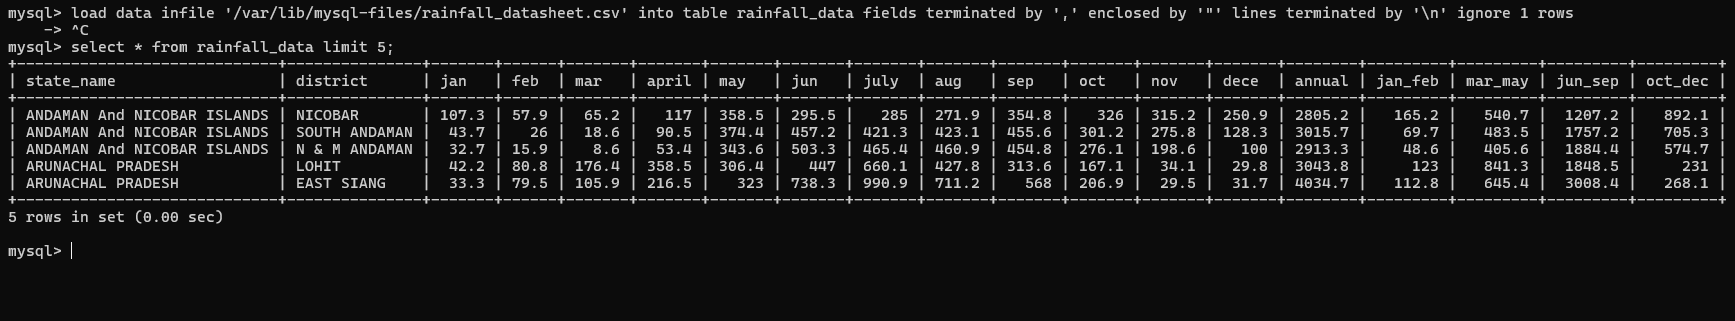 mysql> load data infile '/var/lib/mysql-files/rainfall_datasheet.csv' into table rainfall_data fields terminated by ',' enclosed by '"' lines terminated by '\n' ignore 1 rows
    -> ^C
mysql> select * from rainfall_data limit 5;
+-----------------------------+---------------+-------+------+-------+-------+-------+-------+-------+-------+-------+-------+-------+-------+--------+---------+---------+---------+---------+
| state_name                  | district      | jan   | feb  | mar   | april | may   | jun   | july  | aug   | sep   | oct   | nov   | dece  | annual | jan_feb | mar_may | jun_sep | oct_dec |
+-----------------------------+---------------+-------+------+-------+-------+-------+-------+-------+-------+-------+-------+-------+-------+--------+---------+---------+---------+---------+
| ANDAMAN And NICOBAR ISLANDS | NICOBAR       | 107.3 | 57.9 |  65.2 |   117 | 358.5 | 295.5 |   285 | 271.9 | 354.8 |   326 | 315.2 | 250.9 | 2805.2 |   165.2 |   540.7 |  1207.2 |   892.1 |
| ANDAMAN And NICOBAR ISLANDS | SOUTH ANDAMAN |  43.7 |   26 |  18.6 |  90.5 | 374.4 | 457.2 | 421.3 | 423.1 | 455.6 | 301.2 | 275.8 | 128.3 | 3015.7 |    69.7 |   483.5 |  1757.2 |   705.3 |
| ANDAMAN And NICOBAR ISLANDS | N & M ANDAMAN |  32.7 | 15.9 |   8.6 |  53.4 | 343.6 | 503.3 | 465.4 | 460.9 | 454.8 | 276.1 | 198.6 |   100 | 2913.3 |    48.6 |   405.6 |  1884.4 |   574.7 |
| ARUNACHAL PRADESH           | LOHIT         |  42.2 | 80.8 | 176.4 | 358.5 | 306.4 |   447 | 660.1 | 427.8 | 313.6 | 167.1 |  34.1 |  29.8 | 3043.8 |     123 |   841.3 |  1848.5 |     231 |
| ARUNACHAL PRADESH           | EAST SIANG    |  33.3 | 79.5 | 105.9 | 216.5 |   323 | 738.3 | 990.9 | 711.2 |   568 | 206.9 |  29.5 |  31.7 | 4034.7 |   112.8 |   645.4 |  3008.4 |   268.1 |
+-----------------------------+---------------+-------+------+-------+-------+-------+-------+-------+-------+-------+-------+-------+-------+--------+---------+---------+---------+---------+
5 rows in set (0.00 sec)
mysql>